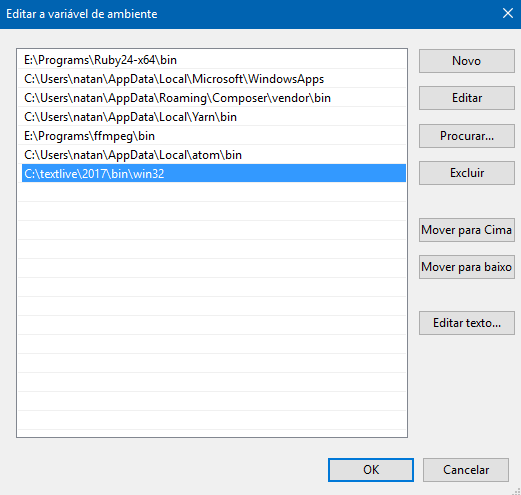 Editar a variável de ambiente
E:\Programs\Ruby24-x64\bin
C:\Users\natan\AppData\Local\Microsoft\WindowsApps
C:\Users\natan\AppData\Roaming\Composer\vendor\bin
C:\Users\natan\AppData\Local\Yarn\bin
E:\Programs\ffmpeg\bin
C:\Users\natan\AppData\Local\atom\bin
C:\textlive\2017\bin\win32
Novo
Editar
Procurar...
Excluir
Mover para Cima
Mover para baixo
Editar texto...
OK
Cancelar